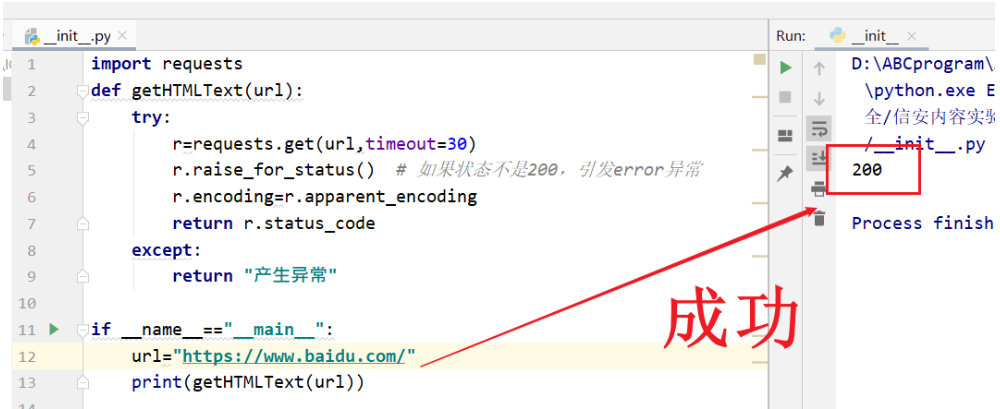 __init__.py
1 import requests
2 def getHTMLText(url):
3 try:
4 r=requests.get(url,timeout=30)
5 r.raise_for_status() # 如果状态不是200，引发error异常
6 r.encoding=r.apparent_encoding
7 return r.status_code
8 except:
9 return "产生异常"
10
11 if __name__=="__main__":
12 url="https://www.baidu.com/"
13 print(getHTMLText(url))
14
Run: __init__
D:\ABCprogram\
\python.exe E
全/信安内容实验
/__init__.py
200
Process finish
成功